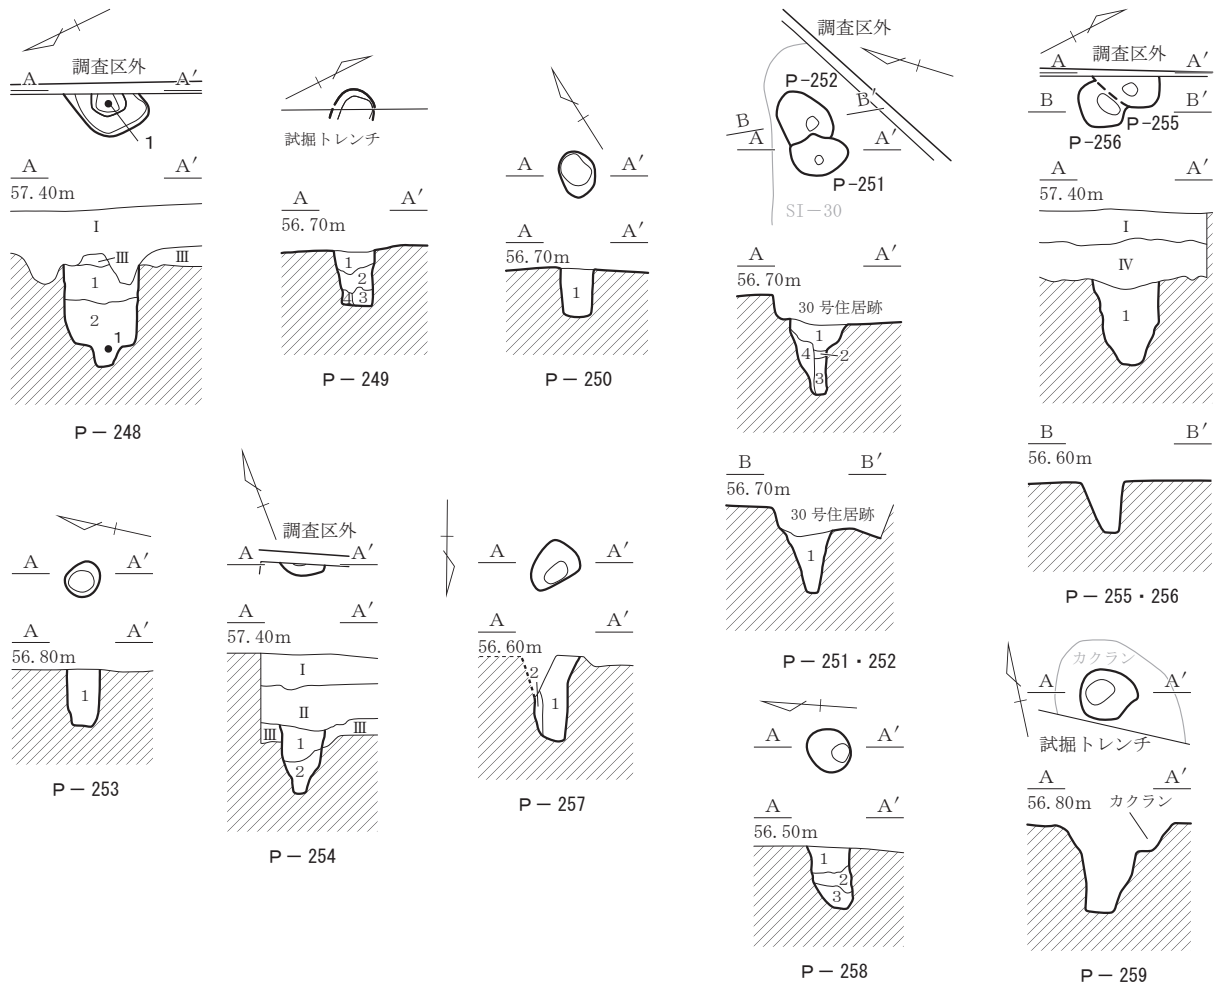 調査区外
A A′
1
A A′
57.40m
Ⅰ
Ⅲ Ⅲ
1
2
1
P－248
試掘トレンチ
A A′
56.70m
1
2
4 3
P－249
A A′
A A′
56.70m
1
P－250
調査区外
P-252
B B′
A A′
P-251
SI－30
A A′
56.70m
30号住居跡
1
4 2
3
B B′
56.70m
30号住居跡
1
P－251・252
調査区外
A A′
B B′
P-255
P-256
A A′
57.40m
Ⅰ
Ⅳ
1
B B′
56.60m
P－255・256
A A′
A A′
56.80m
1
P－253
調査区外
A A′
A A′
57.40m
Ⅰ
Ⅱ
Ⅲ Ⅲ
1
2
P－254
A A′
A A′
56.60m
2
1
P－257
A A′
A A′
56.50m
1
2
3
P－258
カクラン
A A′
試掘トレンチ
A A′
56.80m カクラン
P－259